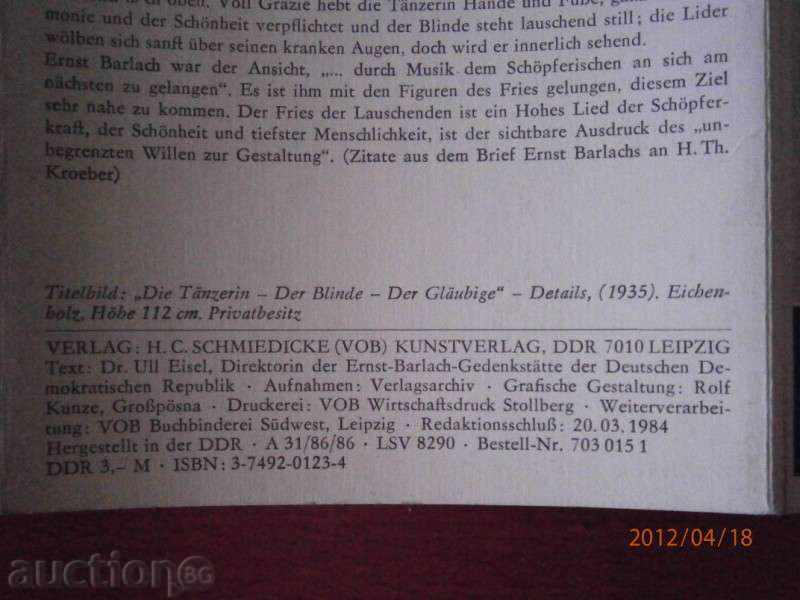 oben. Voll Grazie hebt die Tänzerin Hände und Füße,
monie und der Schönheit verpflichtet und der Blinde steht lauschend still; die Lider
wölben sich sanft über seinen kranken Augen, doch wird er innerlich sehend.
Ernst Barlach war der Ansicht, „... durch Musik dem Schöpferischen an sich am
nächsten zu gelangen“. Es ist ihm mit den Figuren des Fries gelungen, diesem Ziel
sehr nahe zu kommen. Der Fries der Lauschenden ist ein Hohes Lied der Schöpfer-
kraft, der Schönheit und tiefster Menschlichkeit, ist der sichtbare Ausdruck des „un-
begrenzten Willen zur Gestaltung“. (Zitate aus dem Brief Ernst Barlachs an H. Th.
Kroeber)
Titelbild: „Die Tänzerin – Der Blinde – Der Gläubige“ – Details, (1935). Eichen-
holz, Höhe 112 cm. Privatbesitz
VERLAG: H. C. SCHMIEDICKE (VOB) KUNSTVERLAG, DDR 7010 LEIPZIG
Text: Dr. Ull Eisel, Direktorin der Ernst-Barlach-Gedenkstätte der Deutschen De-
mokratischen Republik · Aufnahmen: Verlagsarchiv · Grafische Gestaltung: Rolf
Kunze, Großpösna · Druckerei: VOB Wirtschaftsdruck Stollberg · Weiterverarbei-
tung: VOB Buchbinderei Südwest, Leipzig · Redaktionsschluß: 20. 03. 1984
Hergestellt in der DDR · A 31/86/86 · LSV 8290 · Bestell-Nr. 703 015 1
DDR 3,– M · ISBN: 3-7492-0123-4
2012/04/18
auction BG